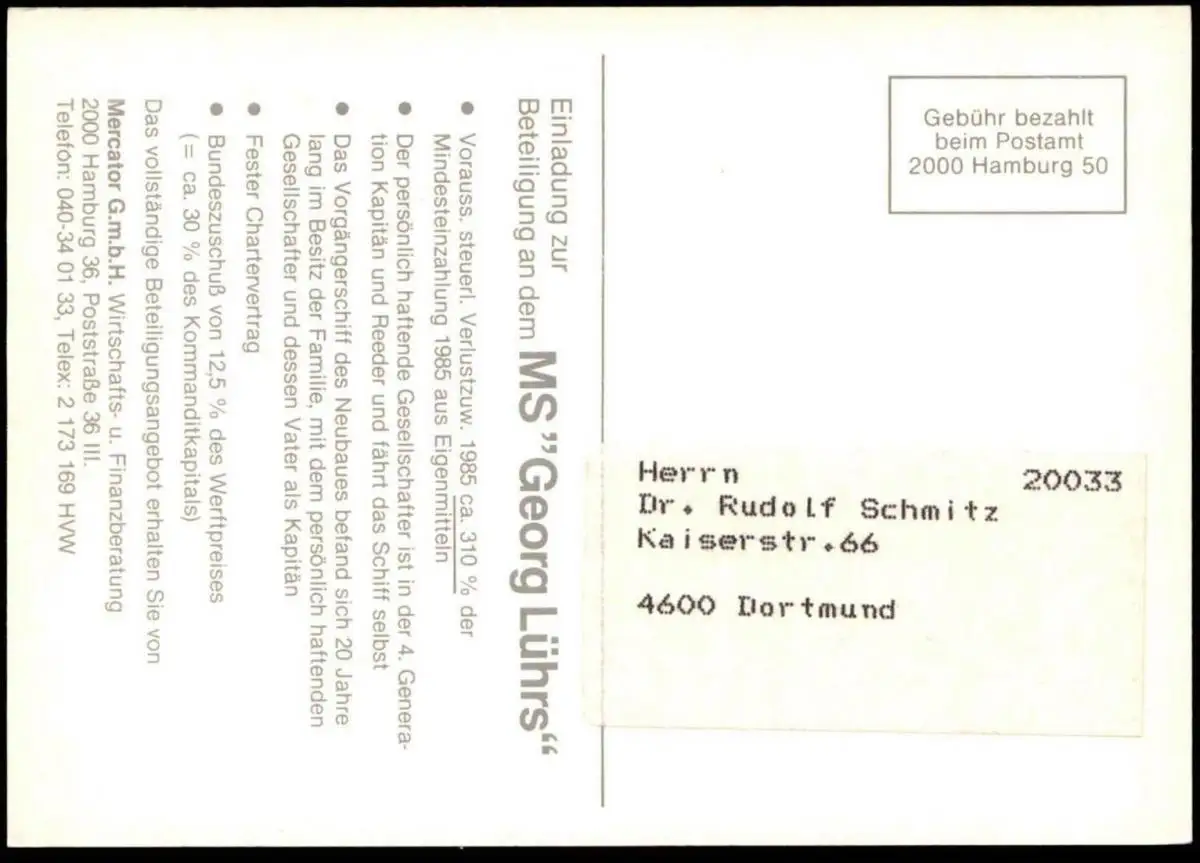 Einladung zur
Beteiligung an dem MS "Georg Lührs“
● Vorauss. steuerl. Verlustzuw. 1985 ca. 310 % der
Mindesteinzahlung 1985 aus Eigenmitteln
● Der persönlich haftende Gesellschafter ist in der 4. Genera-
tion Kapitän und Reeder und fährt das Schiff selbst
● Das Vorgängerschiff des Neubaues befand sich 20 Jahre
lang im Besitz der Familie, mit dem persönlich haftenden
Gesellschafter und dessen Vater als Kapitän
● Fester Chartervertrag
● Bundeszuschuß von 12,5 % des Werftpreises
(= ca. 30 % des Kommanditkapitals)
Das vollständige Beteiligungsangebot erhalten Sie von
Mercator G.m.b.H. Wirtschafts- u. Finanzberatung
2000 Hamburg 36, Poststraße 36 III.
Telefon: 040-34 01 33, Telex: 2 173 169 HVW
Gebühr bezahlt
beim Postamt
2000 Hamburg 50
Herrn 20033
Dr. Rudolf Schmitz
Kaiserstr.66
4600 Dortmund